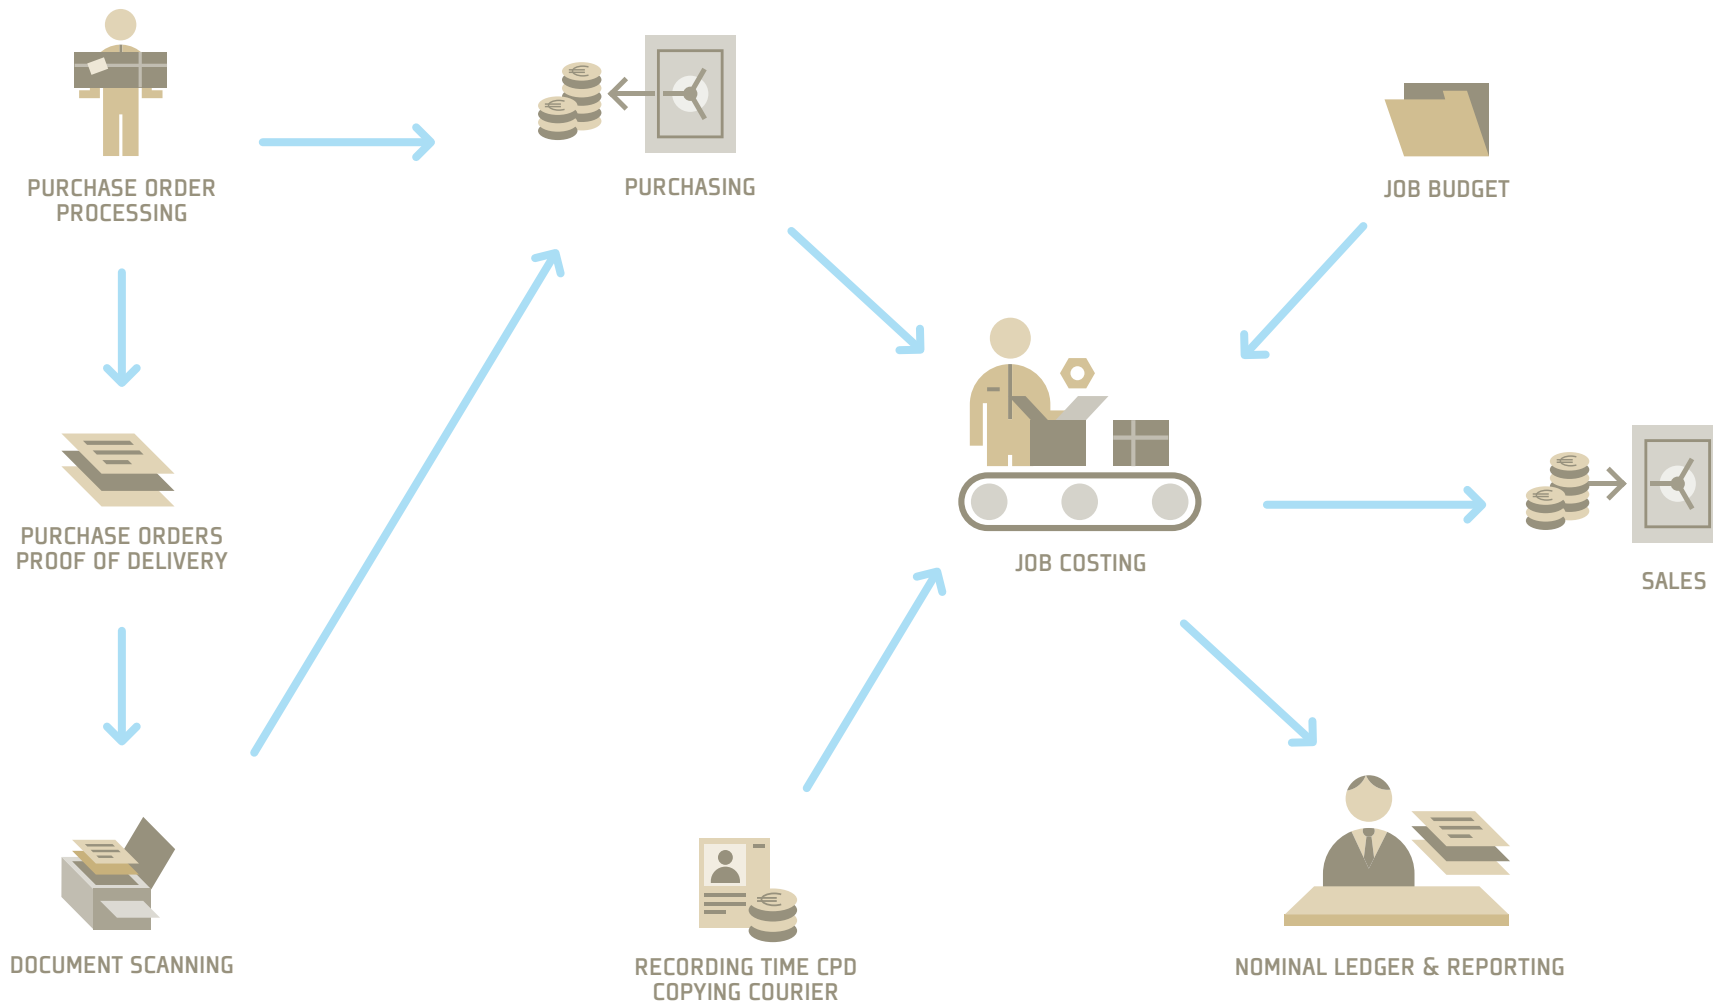 PURCHASE ORDER
PROCESSING
PURCHASING
JOB BUDGET
PURCHASE ORDERS
PROOF OF DELIVERY
JOB COSTING
SALES
DOCUMENT SCANNING
RECORDING TIME CPD
COPYING COURIER
NOMINAL LEDGER & REPORTING